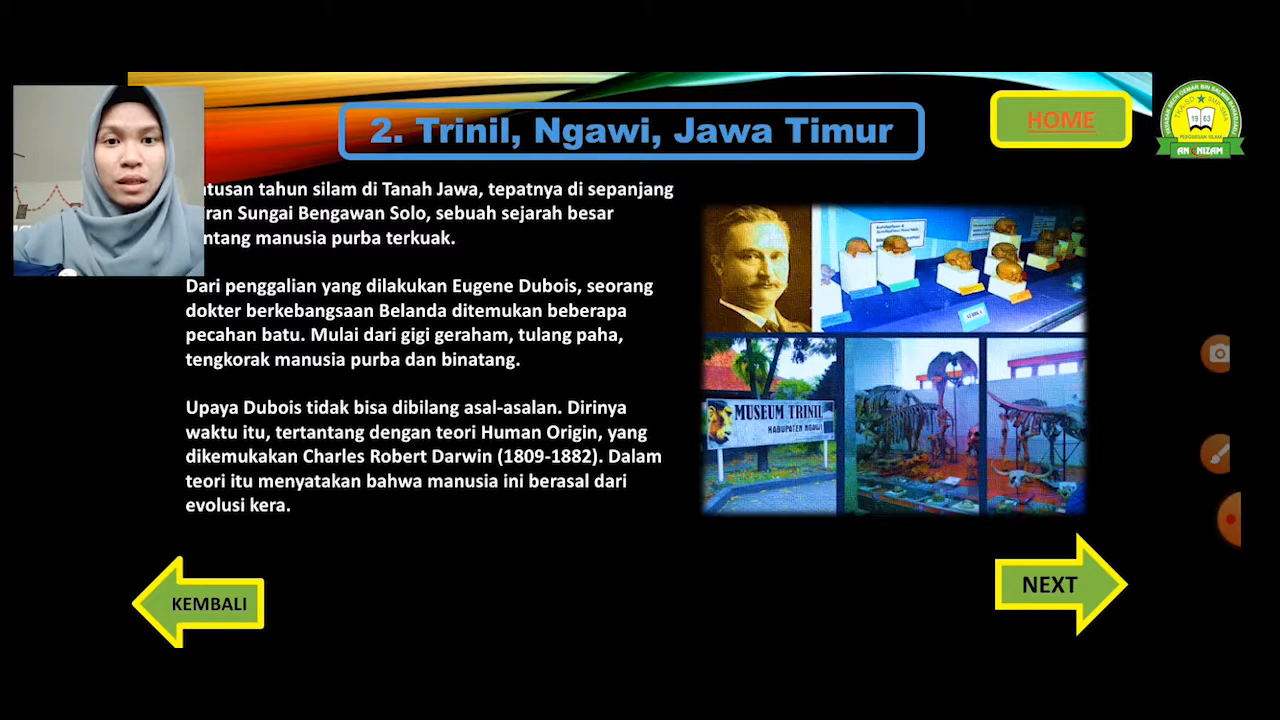 2. Trinil, Ngawi, Jawa Timur
HOME
tahun silam di Tanah Jawa, tepatnya di sepanjang
Sungai Bengawan Solo, sebuah sejarah besar
manusia purba terkuak.
Dari penggalian yang dilakukan Eugene Dubois, seorang
dokter berkebangsaan Belanda ditemukan beberapa
pecahan batu. Mulai dari gigi geraham, tulang paha,
tengkorak manusia purba dan binatang.
Upaya Dubois tidak bisa dibilang asal-asalan. Dirinya
waktu itu, tertantang dengan teori Human Origin, yang
dikemukakan Charles Robert Darwin (1809-1882). Dalam
teori itu menyatakan bahwa manusia ini berasal dari
evolusi kera.
MUSEUM TRINIL
KABUPATEN NGAWI
19 63
AN NIZAM
KEMBALI
NEXT